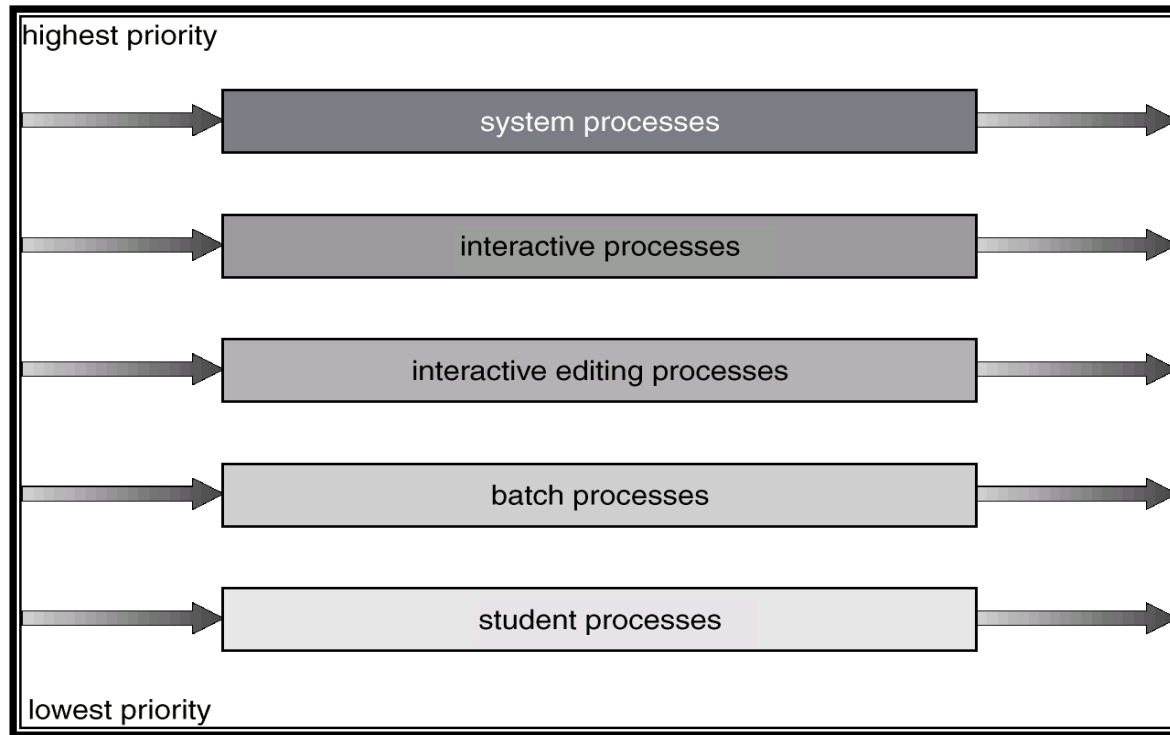 highest priority
system processes
interactive processes
interactive editing processes
batch processes
student processes
lowest priority